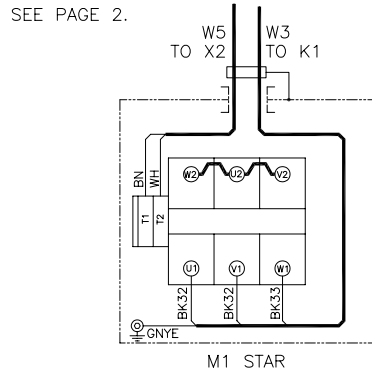 SEE PAGE 2.
W5 W3
TO X2 TO K1
BN WH
W2 U2 V2
T1 T2
U1 V1 W1
BK32 BK32 BK33
GNYE
M1 STAR